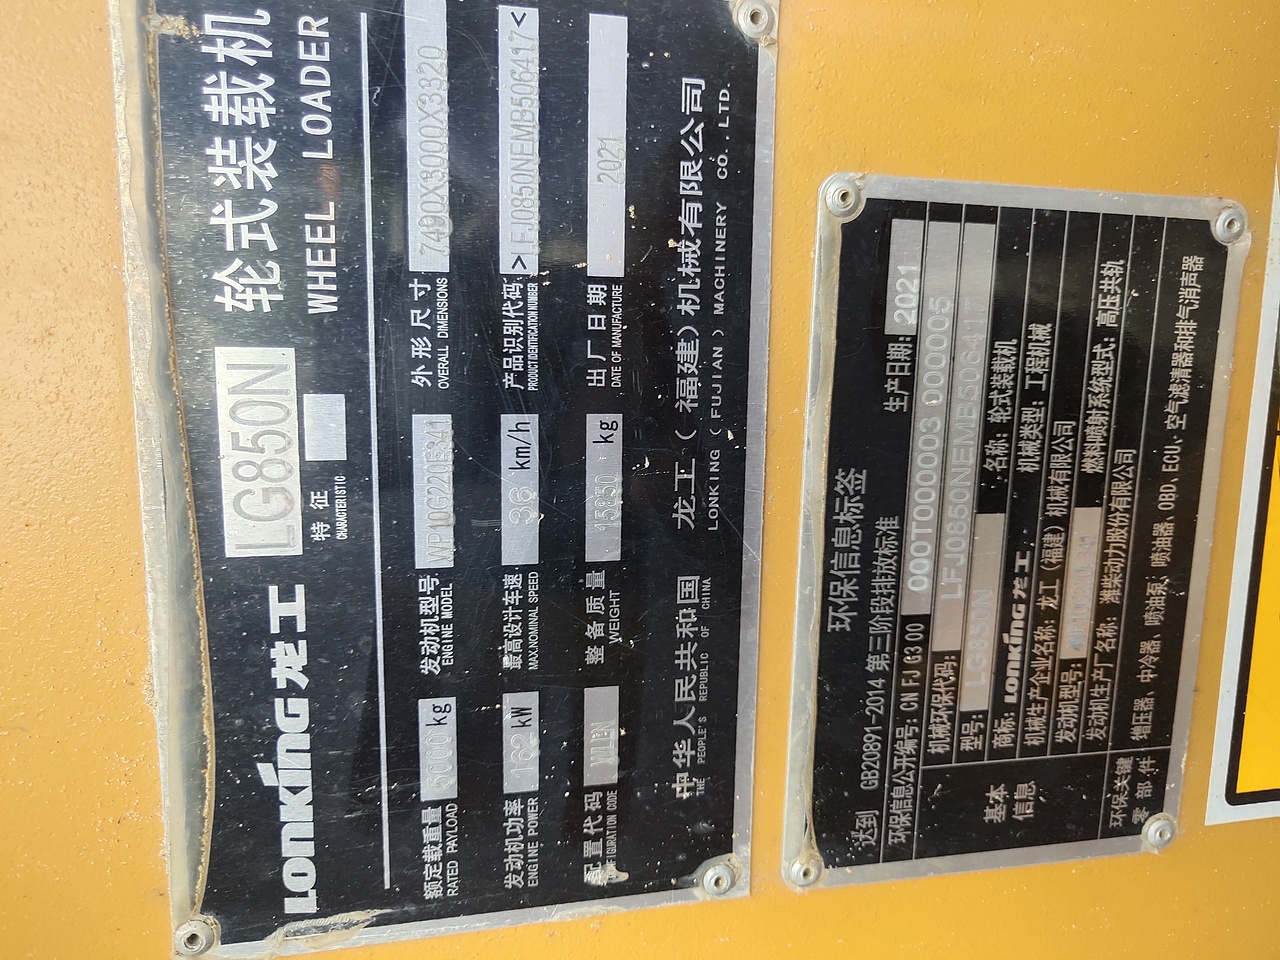 LONKING龙工 LG850N 轮式装载机
特征 WHEEL LOADER
CHARACTERISTIC
额定载重量 5000 kg 发动机型号 WP10G220E341 外形尺寸 7490X3000X3320
RATED PAYLOAD ENGINE MODEL OVERALL DIMENSIONS
发动机功率 162 kW 最高设计车速 36 km/h 产品识别代码 >LFJ0850NEMB506417<
ENGINE POWER MAX.NOMINAL SPEED PRODUCT IDENTIFICATION NUMBER
配置代码 整备质量 15850 kg 出厂日期 2021
CONFIGURATION CODE WEIGHT DATE OF MANUFACTURE
中华人民共和国 龙工（福建）机械有限公司
THE PEOPLE'S REPUBLIC OF CHINA LONKING (FUJIAN) MACHINERY CO.,LTD.
环保信息标签
达到 GB20891-2014 第三阶段排放标准 生产日期: 2021
环保信息公开编号: CN FJ G3 00 000T000003 000005
机械环保代码: LFJ0850NEMB506417
基本信息
型号: LG850N 名称: 轮式装载机
商标: LONKING龙工 机械类型: 工程机械
机械生产企业名称: 龙工（福建）机械有限公司
发动机型号: WP10G220E341 燃料喷射系统型式: 高压共轨
发动机生产厂名称: 潍柴动力股份有限公司
环保关键零部件
增压器、中冷器、喷油泵、喷油器、OBD、ECU、空气滤清器和排气消声器